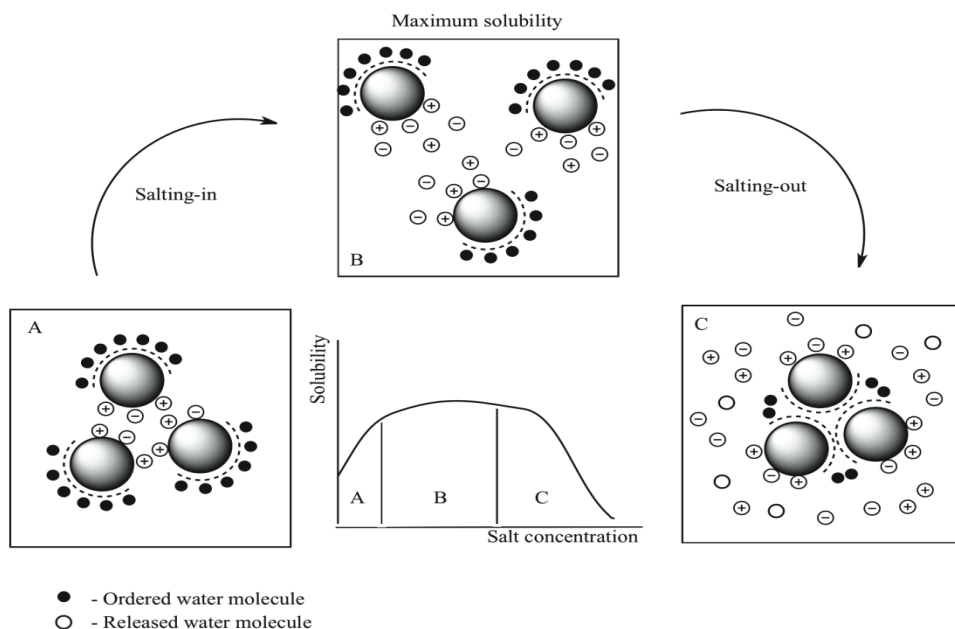 Maximum solubility
Salting-in
Salting-out
B
A
C
Solubility
A
B
C
Salt concentration
- Ordered water molecule
- Released water molecule